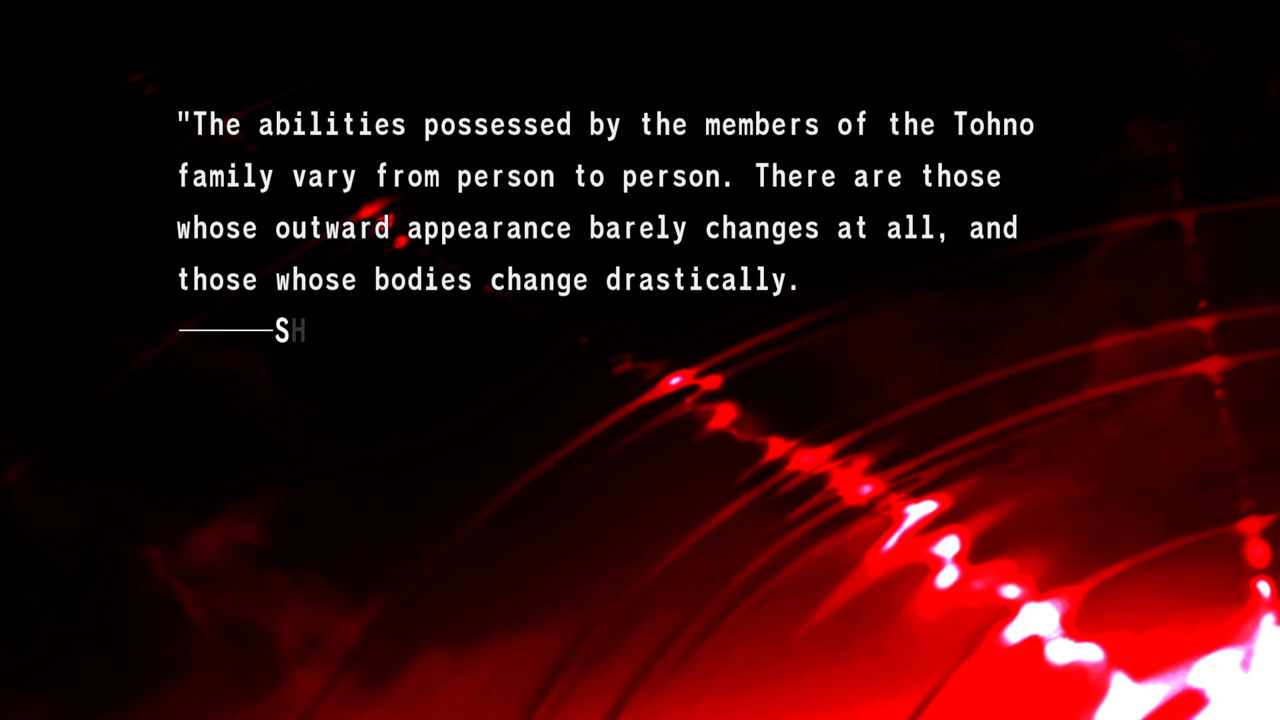 "The abilities possessed by the members of the Tohno
family vary from person to person. There are those
whose outward appearance barely changes at all, and
those whose bodies change drastically.
―――SH